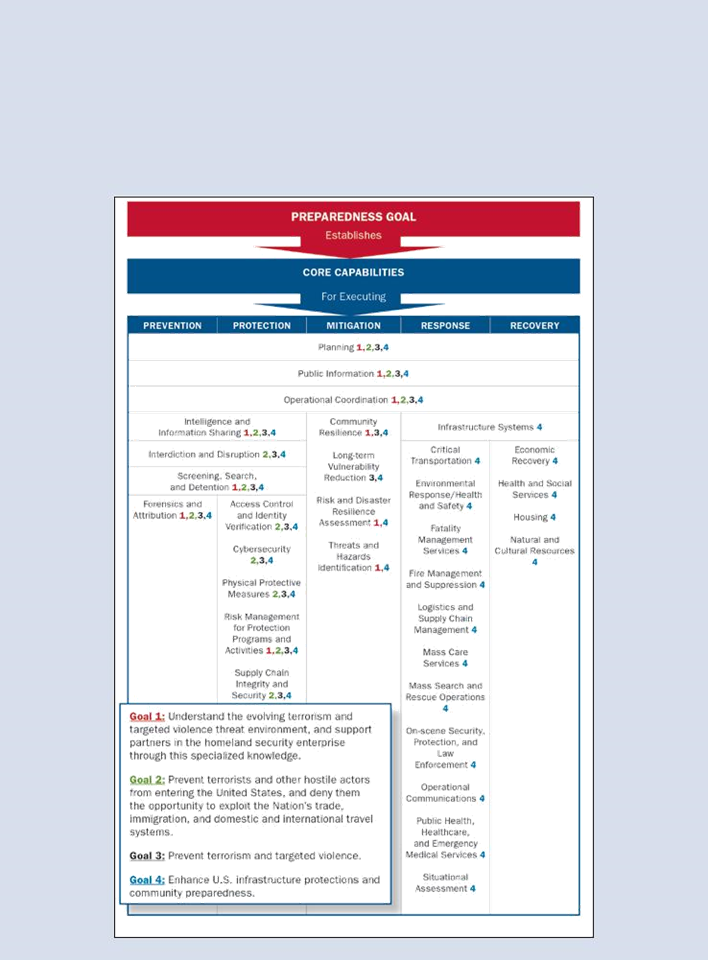 PREPAREDNESS GOAL
Establishes
CORE CAPABILITIES
For Executing
PREVENTION
PROTECTION
MITIGATION
RESPONSE
RECOVERY
Planning 1,2,3,4
Public Information 1,2,3,4
Operational Coordination 1,2,3,4
Intelligence and
Information Sharing 1,2,3,4
Interdiction and Disruption 2,3,4
Screening, Search,
and Detention 1,2,3,4
Forensics and
Attribution 1,2,3,4
Access Control
and Identity
Verification 2,3,4
Cybersecurity
2,3,4
Physical Protective
Measures 2,3,4
Risk Management
for Protection
Programs and
Activities 1,2,3,4
Supply Chain
Integrity and
Security 2,3,4
Community
Resilience 1,3,4
Long-term
Vulnerability
Reduction 3,4
Risk and Disaster
Resilience
Assessment 1,4
Threats and
Hazards
Identification 1,4
Infrastructure Systems 4
Critical
Transportation 4
Environmental
Response/Health
and Safety 4
Fatality
Management
Services 4
Fire Management
and Suppression 4
Logistics and
Supply Chain
Management 4
Mass Care
Services 4
Mass Search and
Rescue Operations
4
On-scene Security,
Protection, and
Law
Enforcement 4
Operational
Communications 4
Public Health,
Healthcare,
and Emergency
Medical Services 4
Situational
Assessment 4
Economic
Recovery 4
Health and Social
Services 4
Housing 4
Natural and
Cultural Resources
4
Goal 1: Understand the evolving terrorism and
targeted violence threat environment, and support
partners in the homeland security enterprise
through this specialized knowledge.
Goal 2: Prevent terrorists and other hostile actors
from entering the United States, and deny them
the opportunity to exploit the Nation's trade,
immigration, and domestic and international travel
systems.
Goal 3: Prevent terrorism and targeted violence.
Goal 4: Enhance U.S. infrastructure protections and
community preparedness.